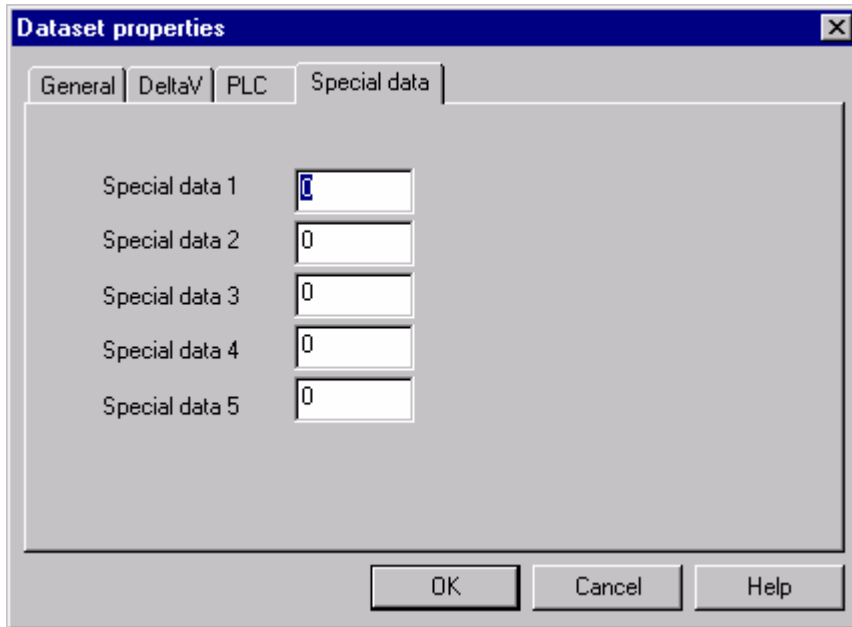 Dataset properties
General DeltaV PLC Special data
Special data 1 0
Special data 2 0
Special data 3 0
Special data 4 0
Special data 5 0
OK Cancel Help